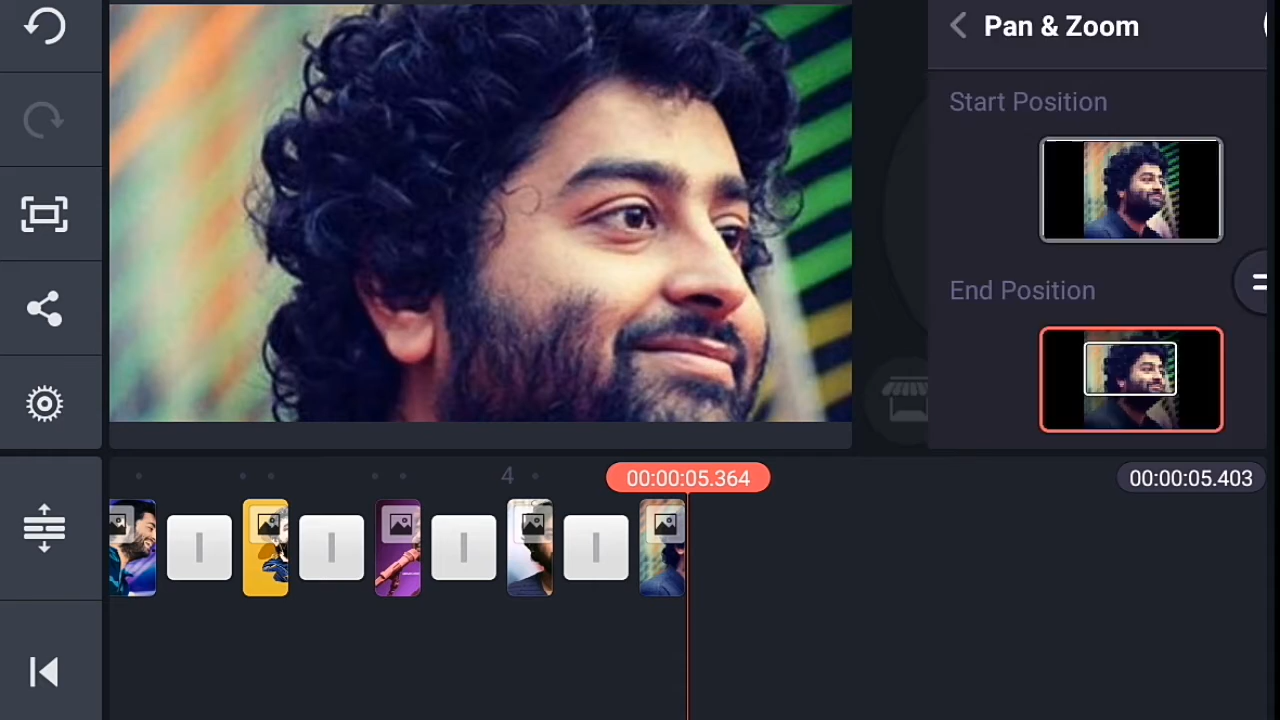 Pan & Zoom
Start Position
End Position
4
00:00:05.364
00:00:05.403